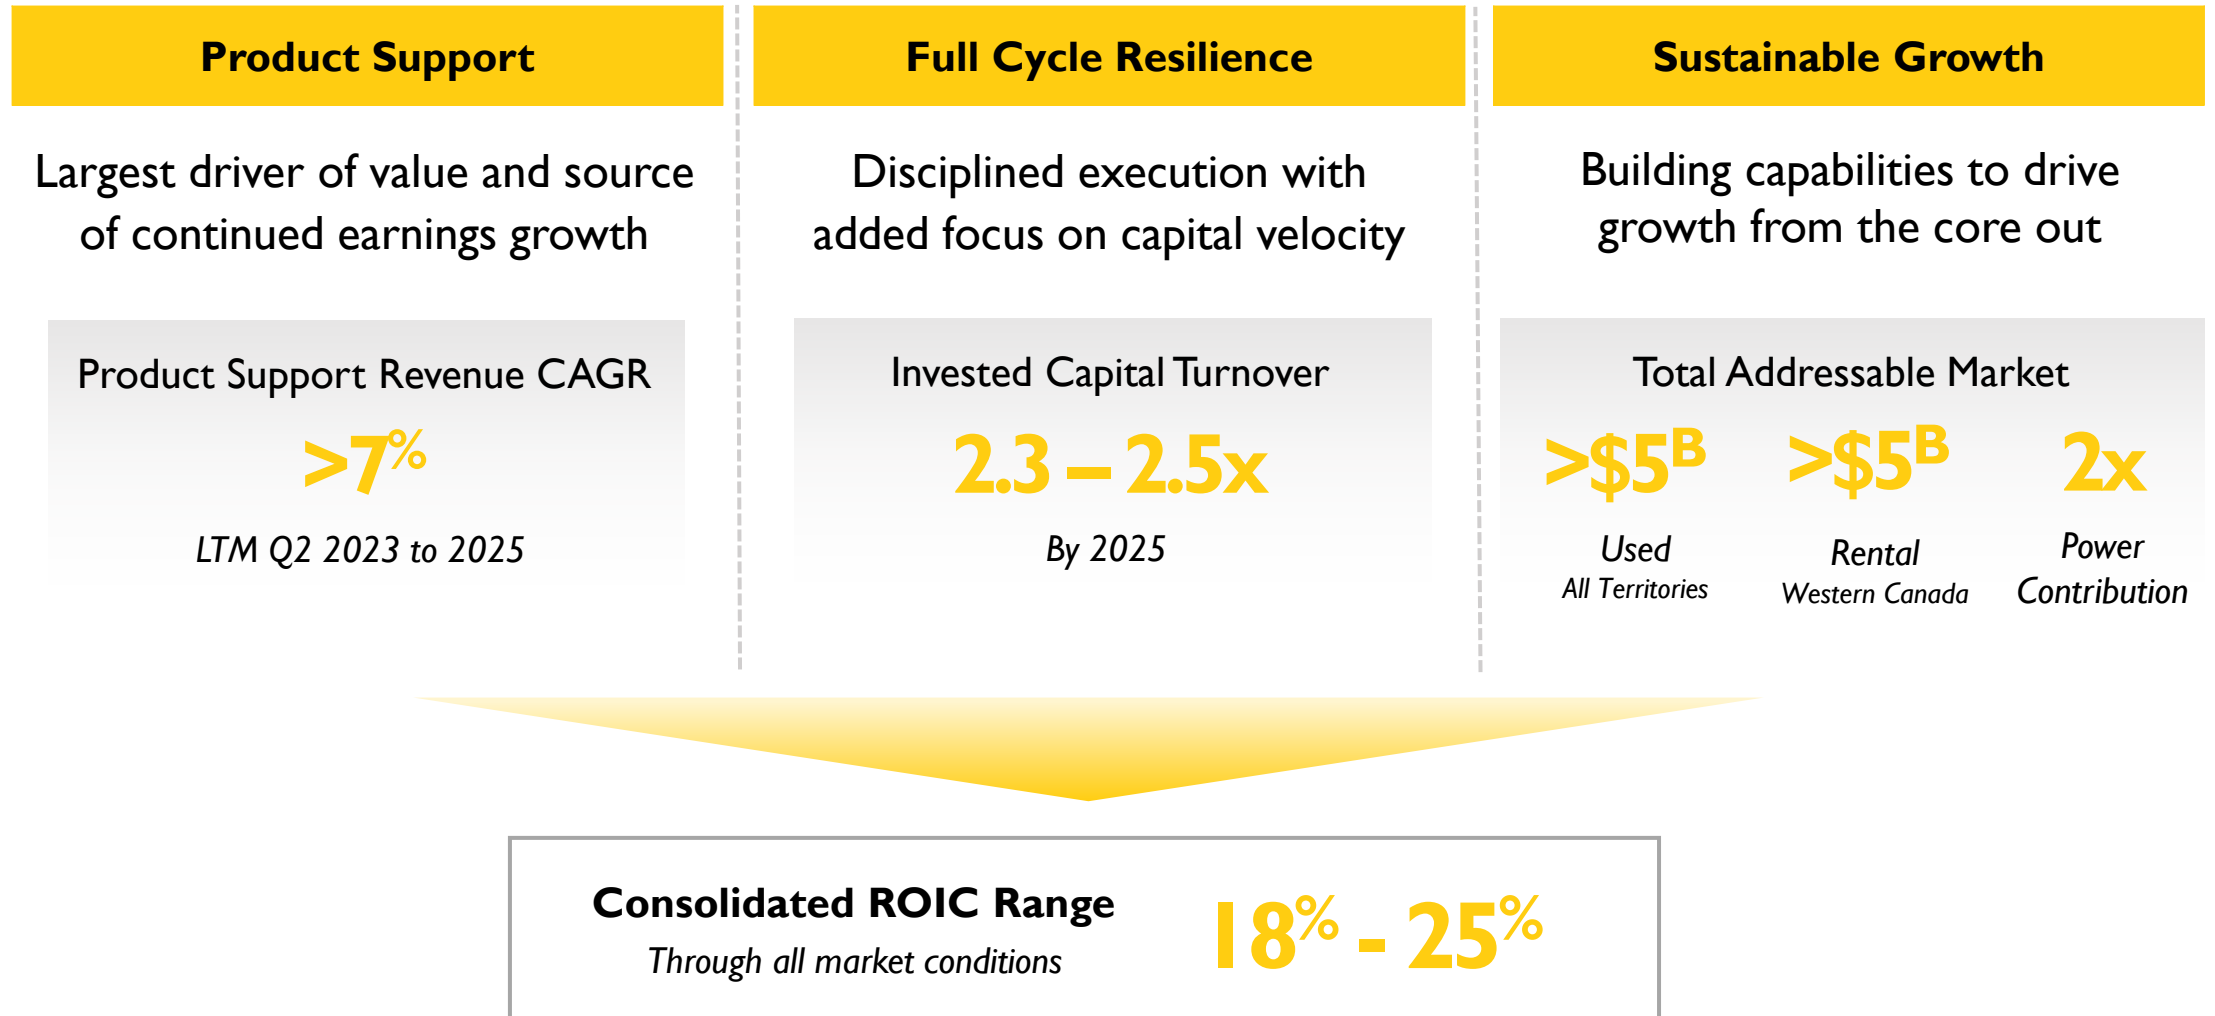 Product Support
Largest driver of value and source
of continued earnings growth
Product Support Revenue CAGR
>7%
LTM Q2 2023 to 2025
Full Cycle Resilience
Disciplined execution with
added focus on capital velocity
Invested Capital Turnover
2.3 – 2.5x
By 2025
Sustainable Growth
Building capabilities to drive
growth from the core out
Total Addressable Market
>$5B
Used
All Territories
>$5B
Rental
Western Canada
2x
Power
Contribution
Consolidated ROIC Range
Through all market conditions
18% - 25%